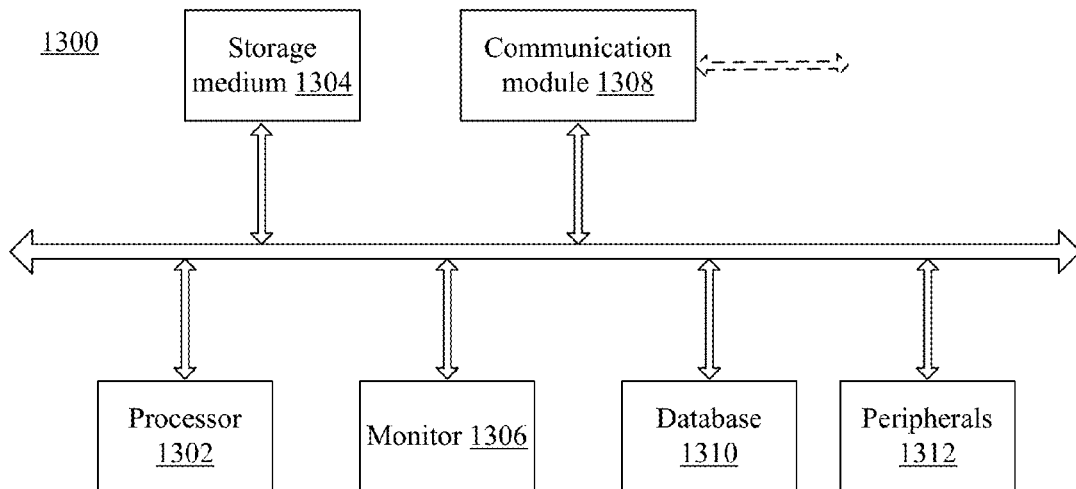 1300
Storage
medium 1304
Communication
module 1308
Processor
1302
Monitor 1306
Database
1310
Peripherals
1312